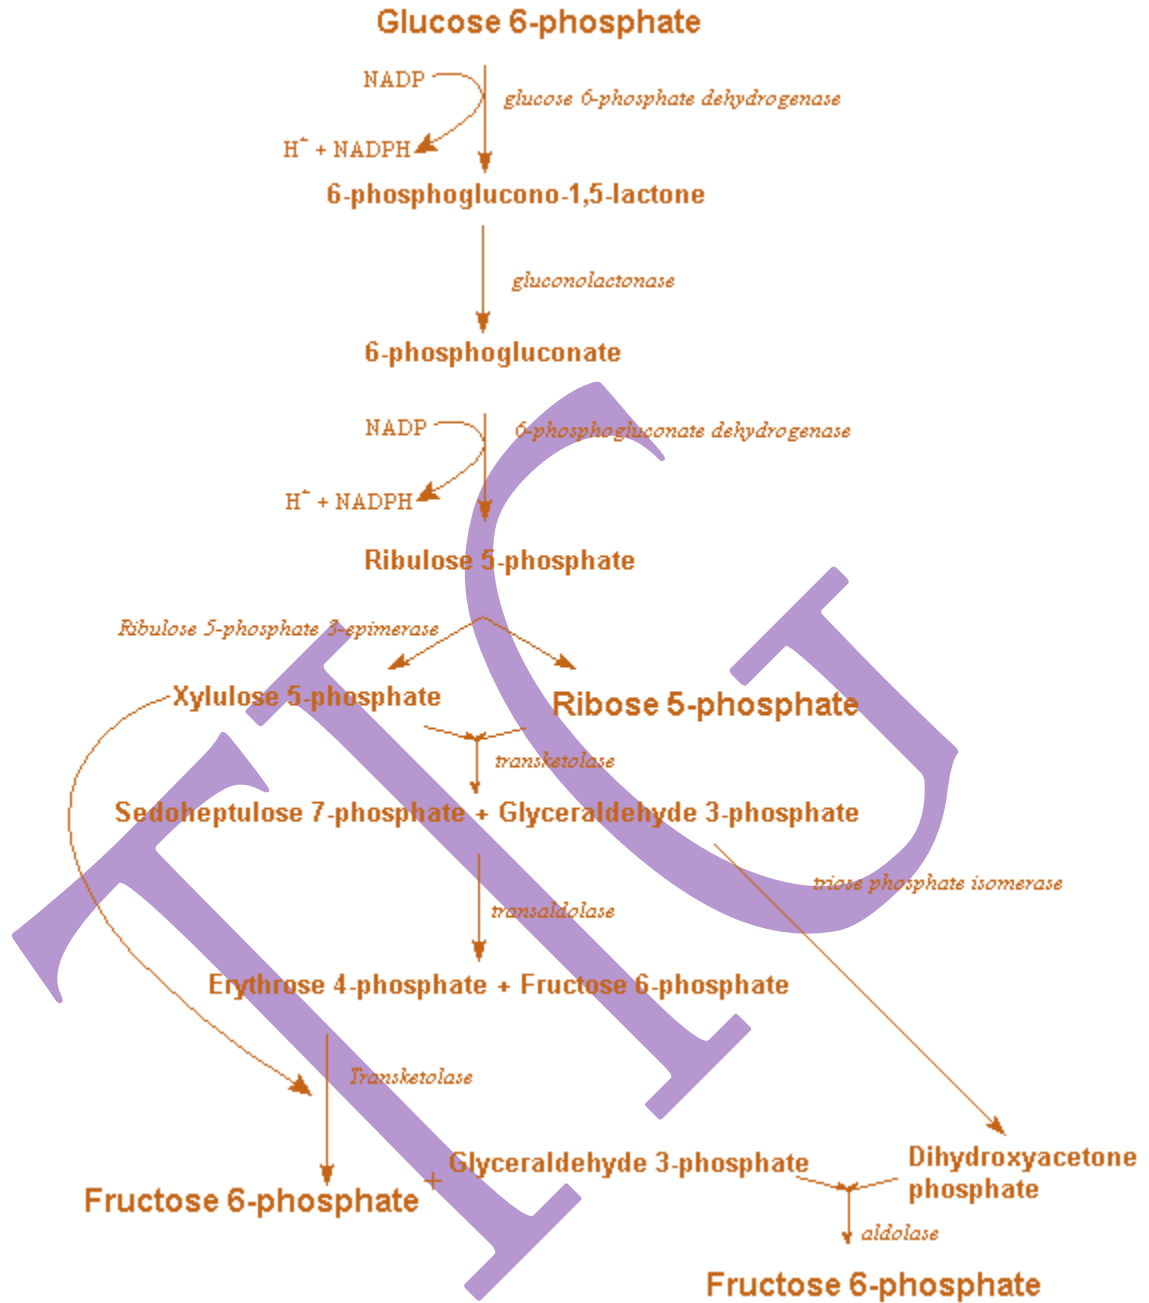 Glucose 6-phosphate
NADP
glucose 6-phosphate dehydrogenase
H+ + NADPH
6-phosphoglucono-1,5-lactone
gluconolactonase
6-phosphogluconate
NADP
6-phosphogluconate dehydrogenase
H+ + NADPH
Ribulose 5-phosphate
Ribulose 5-phosphate 3-epimerase
Xylulose 5-phosphate
Ribose 5-phosphate
transketolase
Sedoheptulose 7-phosphate + Glyceraldehyde 3-phosphate
triose phosphate isomerase
transaldolase
Erythrose 4-phosphate + Fructose 6-phosphate
Transketolase
Fructose 6-phosphate + Glyceraldehyde 3-phosphate
Dihydroxyacetone
phosphate
aldolase
Fructose 6-phosphate
TIG